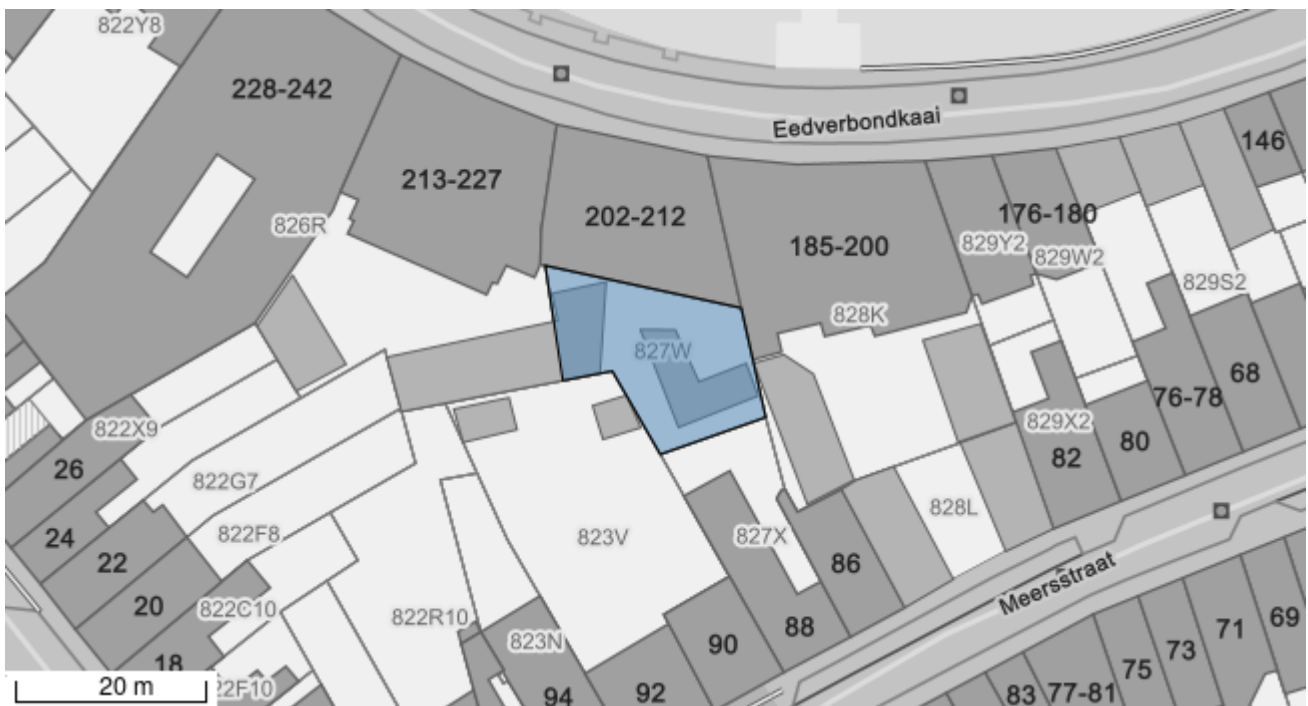 822Y8
228-242
Eedverbondkaai
146
213-227
202-212
176-180
826R
185-200
829Y2
829W2
829S2
828K
827W
68
76-78
822X9
829X2
80
26
82
822G7
828L
24
822F8
823V
827X
22
86
Meersstraat
20
822C10
822R10
88
69
823N
90
71
18
73
75
20 m
22F10
94
92
83
77-81